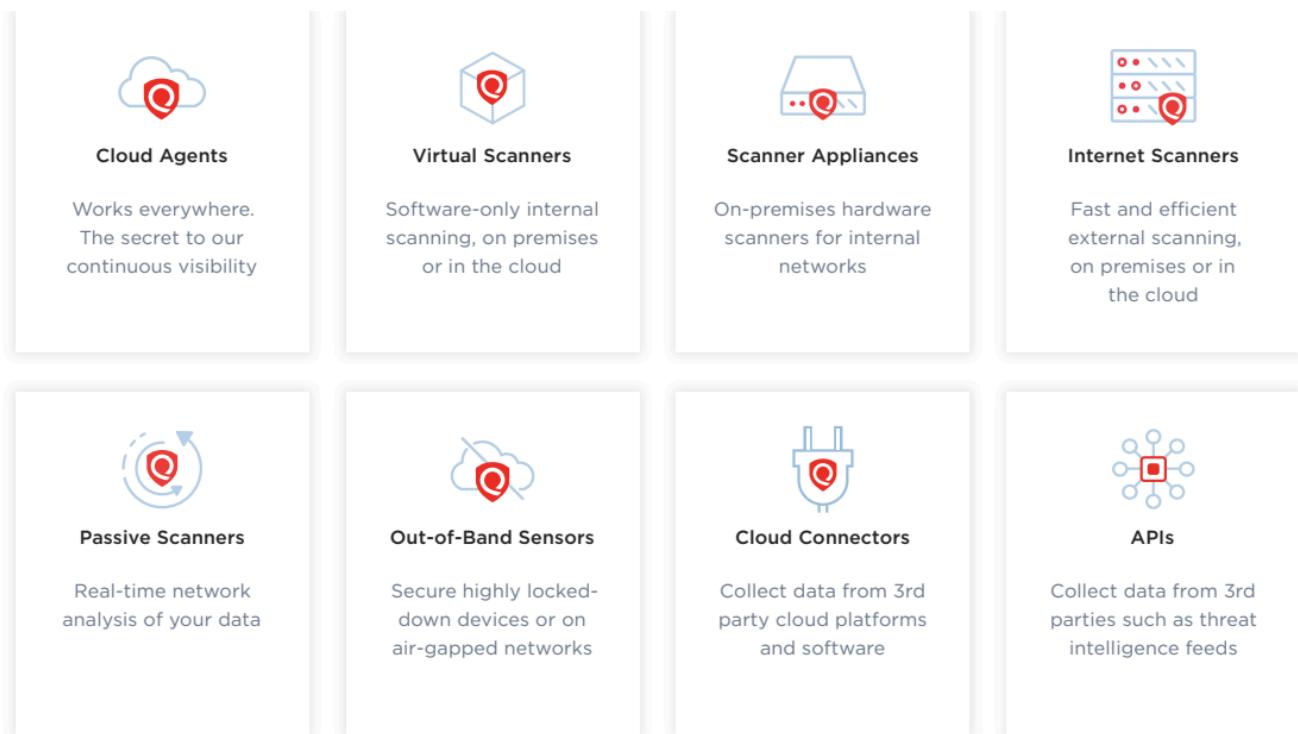 Cloud Agents
Works everywhere.
The secret to our
continuous visibility
Virtual Scanners
Software-only internal
scanning, on premises
or in the cloud
Scanner Appliances
On-premises hardware
scanners for internal
networks
Internet Scanners
Fast and efficient
external scanning,
on premises or in
the cloud
Passive Scanners
Real-time network
analysis of your data
Out-of-Band Sensors
Secure highly locked-
down devices or on
air-gapped networks
Cloud Connectors
Collect data from 3rd
party cloud platforms
and software
APIs
Collect data from 3rd
parties such as threat
intelligence feeds